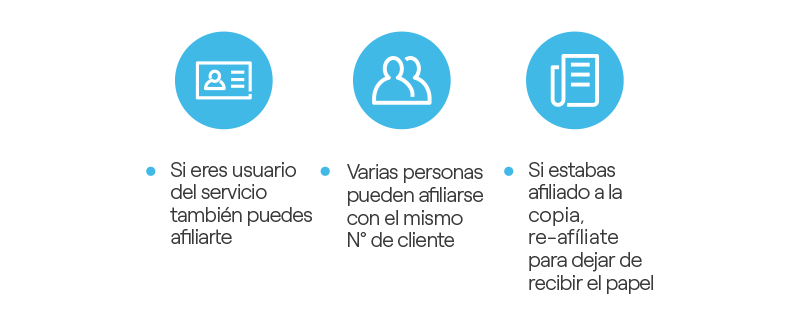 Si eres usuario
del servicio
también puedes
afiliarte
Varias personas
pueden afiliarse
con el mismo
N° de cliente
Si estabas
afiliado a la
copia,
re-afíliate
para dejar de
recibir el papel